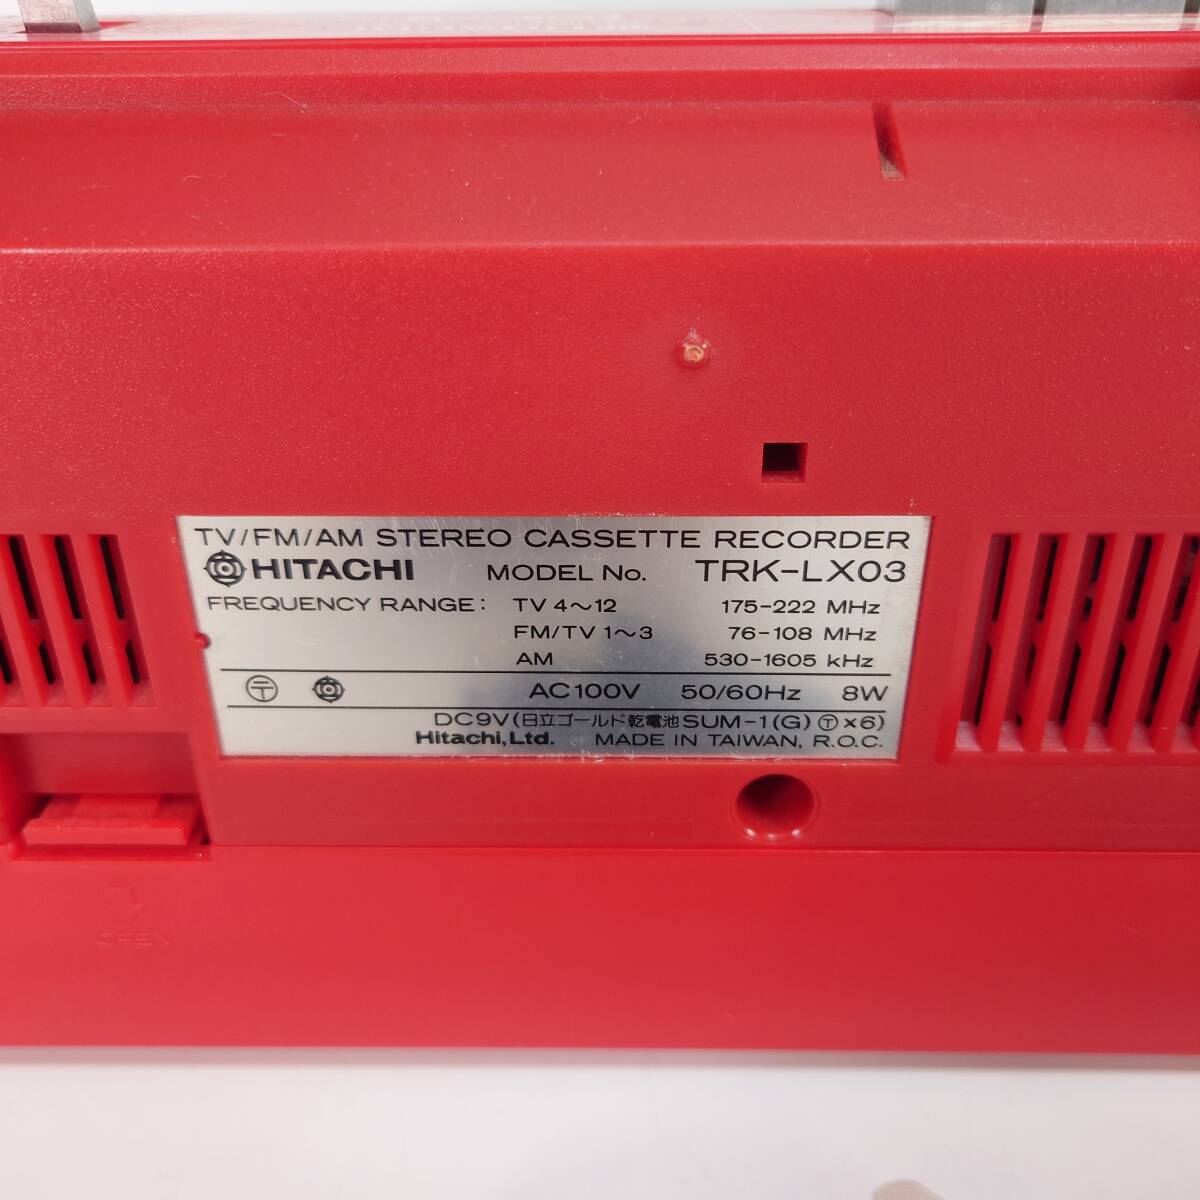 TV/FM/AM STEREO CASSETTE RECORDER
HITACHI MODEL No. TRK-LX03
FREQUENCY RANGE: TV 4~12 175-222 MHz
FM/TV 1~3 76-108 MHz
AM 530-1605 kHz
〒 AC100V 50/60Hz 8W
DC9V(日立ゴールド乾電池SUM-1(G) Ⓣ×6)
Hitachi,Ltd. MADE IN TAIWAN, R.O.C.
OPEN